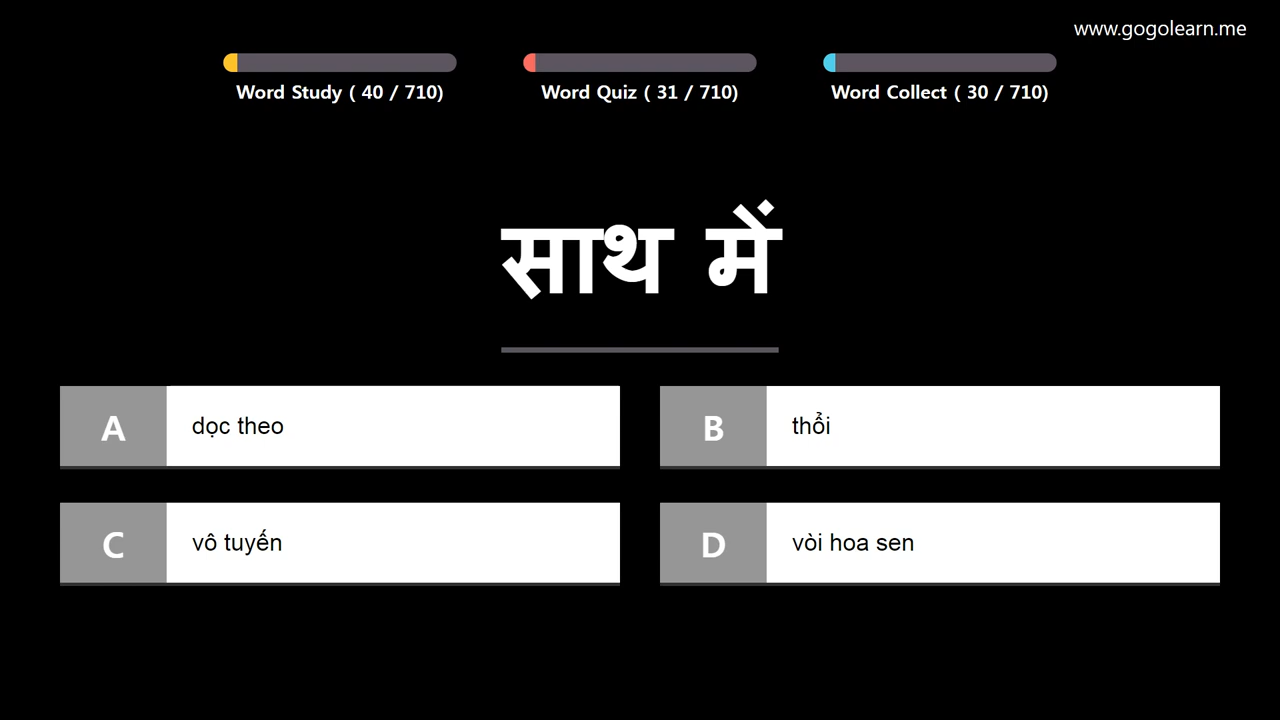 www.gogolearn.me
Word Study ( 40 / 710)
Word Quiz ( 31 / 710)
Word Collect ( 30 / 710)
साथ में
A dọc theo
B thổi
C vô tuyến
D vòi hoa sen